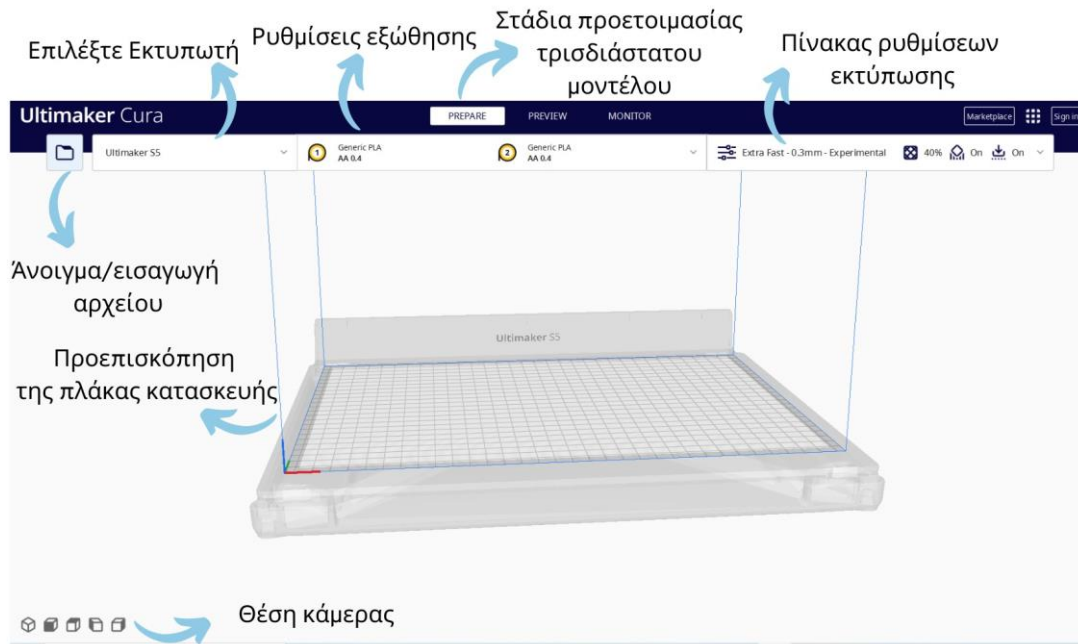 Επιλέξτε Εκτυπωτή
Ρυθμίσεις εξώθησης
Στάδια προετοιμασίας
τρισδιάστατου
μοντέλου
Πίνακας ρυθμίσεων
εκτύπωσης
Ultimaker Cura
PREPARE PREVIEW MONITOR
Marketplace Sign in
Ultimaker S5
1 Generic PLA
AA 0.4
2 Generic PLA
AA 0.4
Extra Fast - 0.3mm - Experimental 40% On On
Άνοιγμα/εισαγωγή
αρχείου
Ultimaker S5
Προεπισκόπηση
της πλάκας κατασκευής
Θέση κάμερας